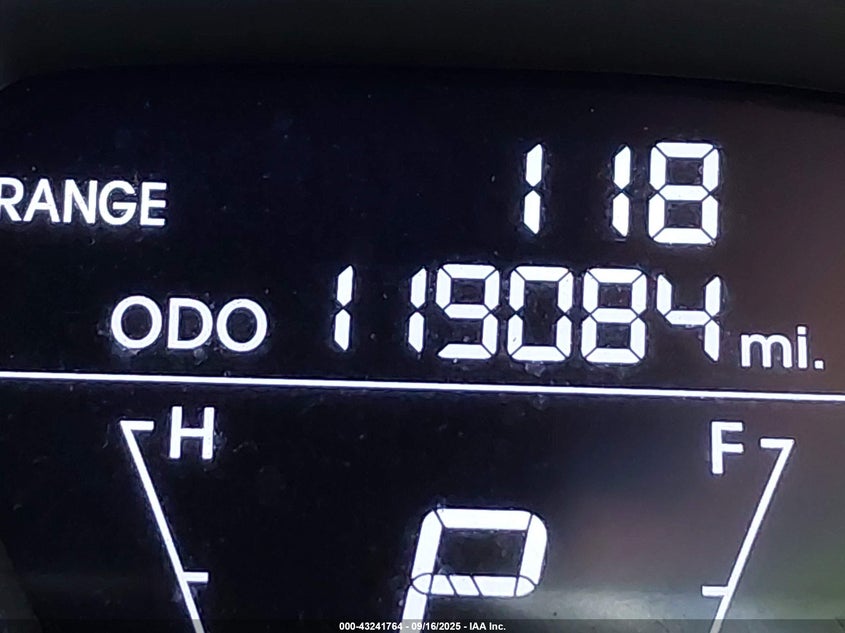 RANGE 118
ODO 119084 mi.
H F
P
000-43241764 - 09/16/2025 - IAA Inc.